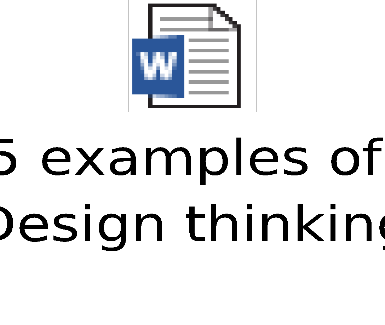 W
5 examples of
Design thinking